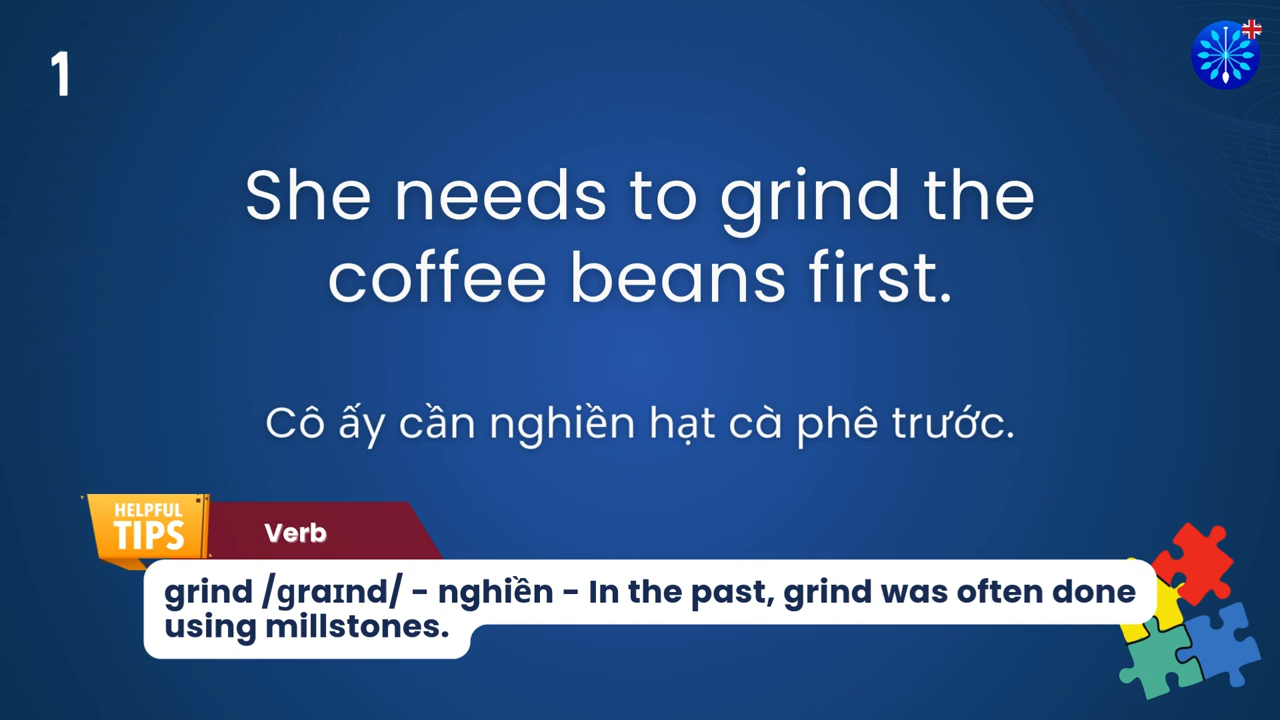 1
She needs to grind the
coffee beans first.
Cô ấy cần nghiền hạt cà phê trước.
HELPFUL
TIPS
Verb
grind /ɡraɪnd/ - nghiền - In the past, grind was often done
using millstones.